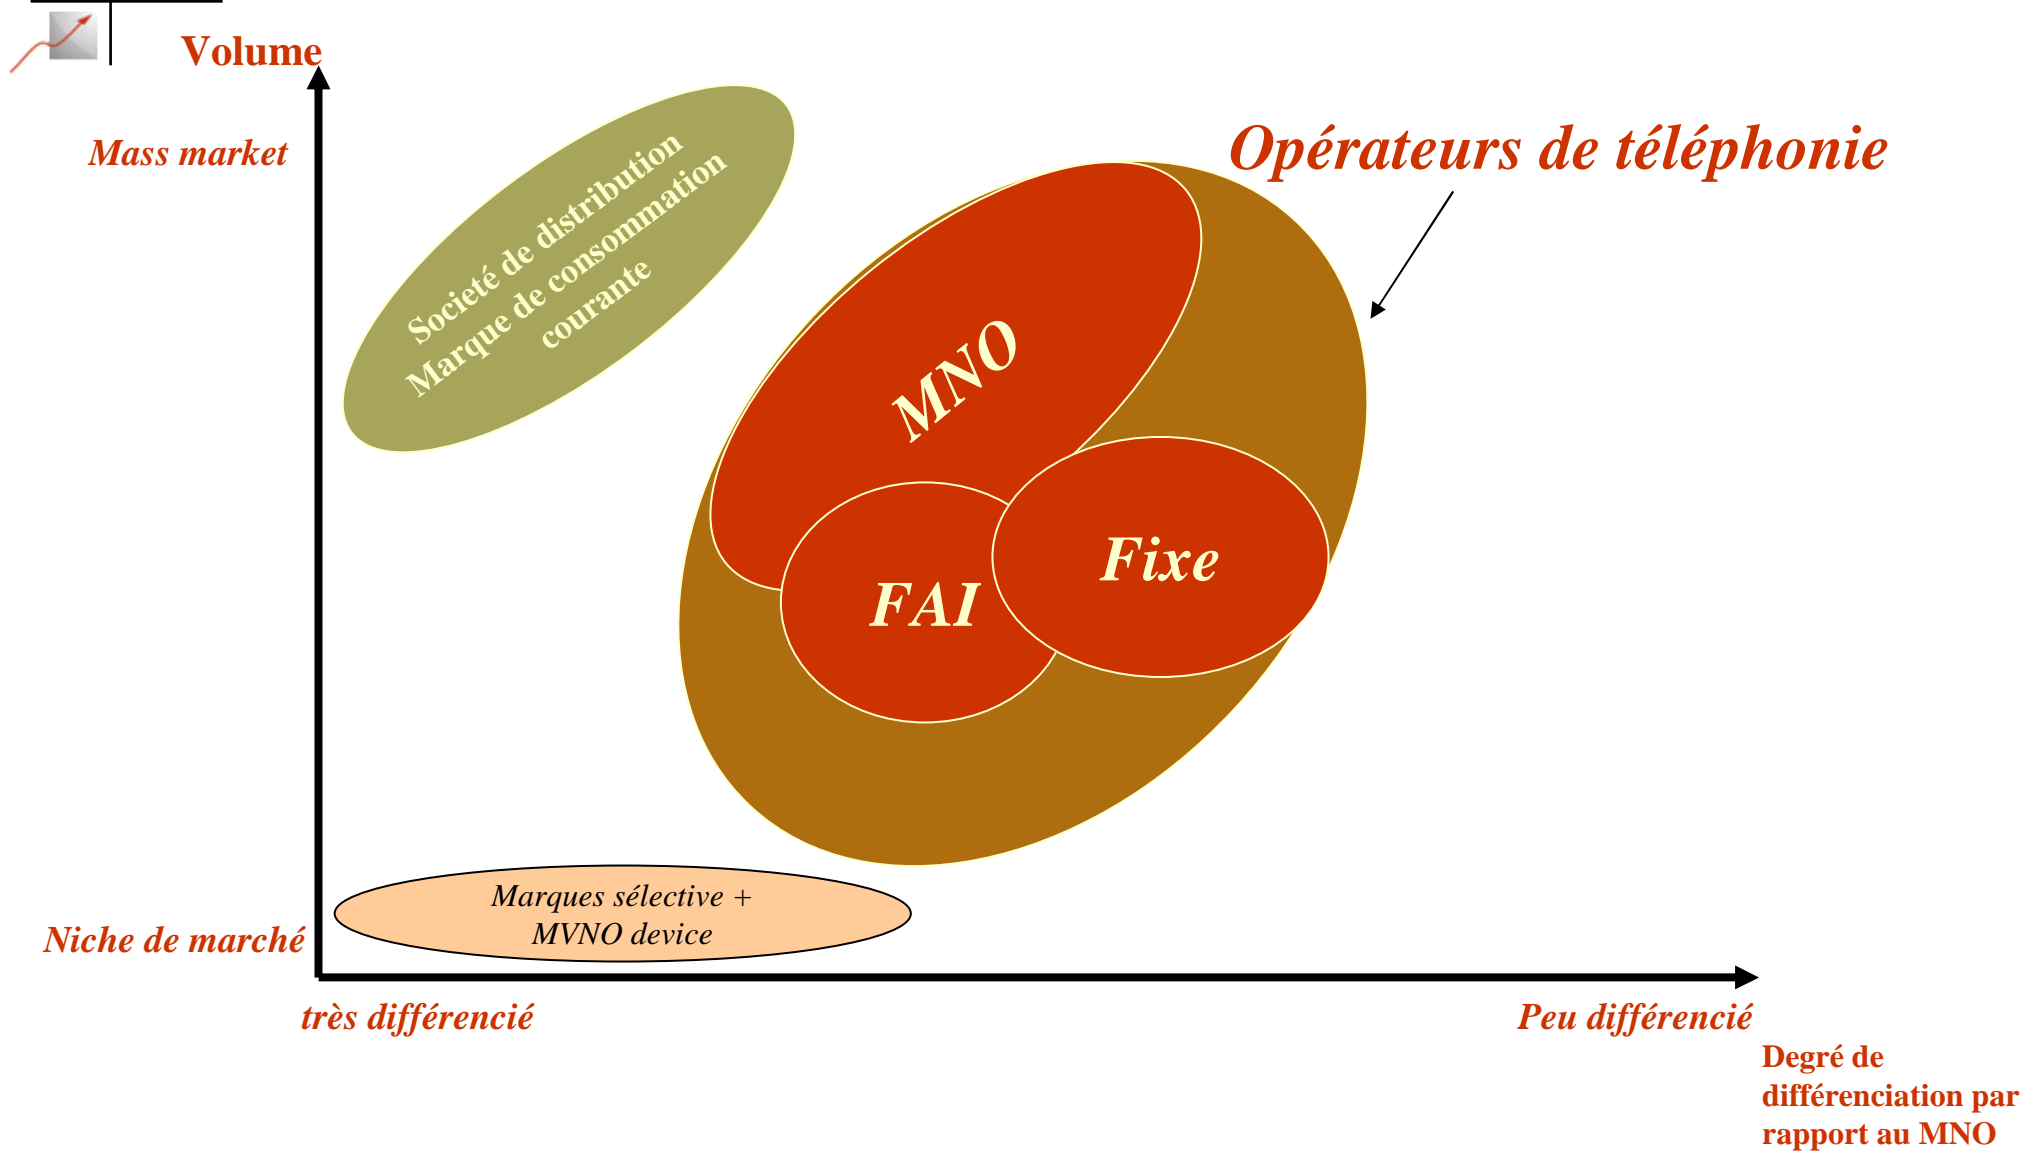 Volume
Mass market
Opérateurs de téléphonie
Societé de distribution
Marque de consommation
courante
MNO
Fixe
FAI
Marques sélective +
MVNO device
Niche de marché
très différencié
Peu différencié
Degré de
différenciation par
rapport au MNO